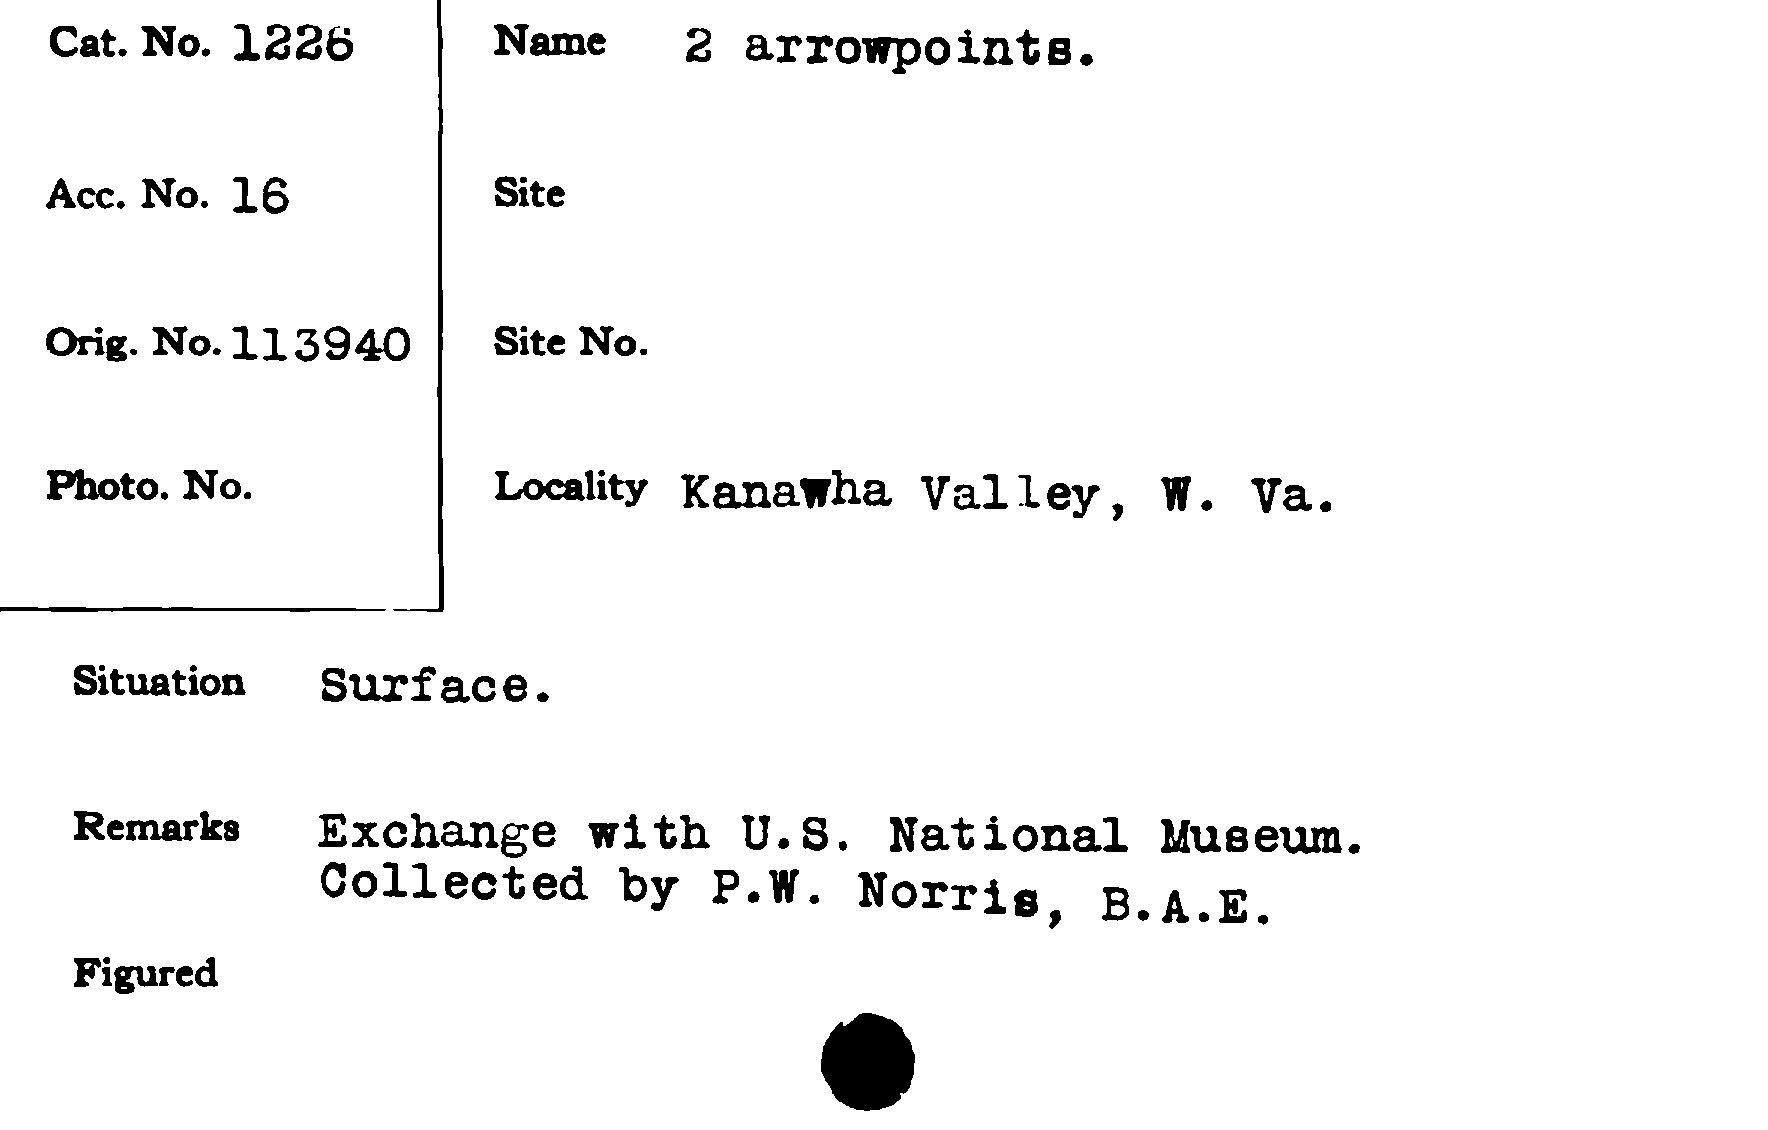 Cat. No. 1226
Name 2 arrowpoints.
Acc. No. 16
Site
Orig. No. 113940
Site No.
Photo. No.
Locality Kanawha Valley, W. Va.
Situation Surface.
Remarks Exchange with U.S. National Museum.
Collected by P.W. Norris, B.A.E.
Figured